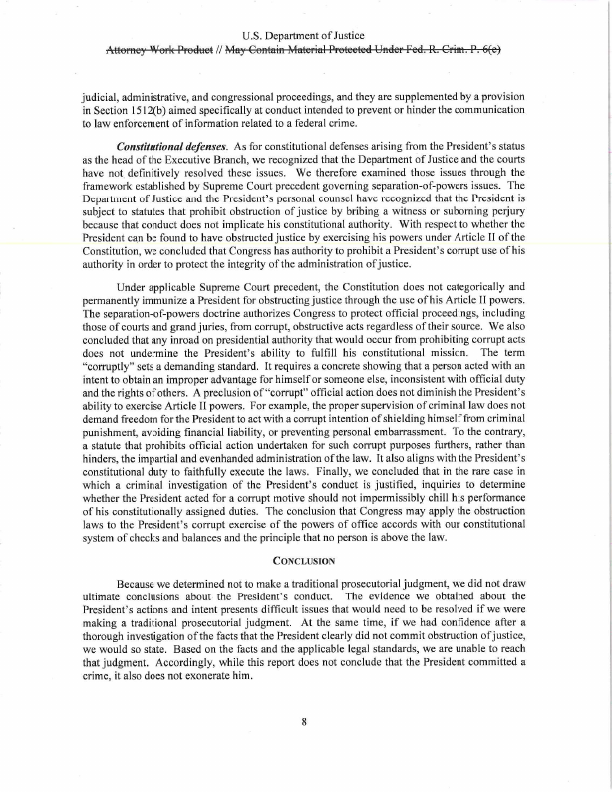 U.S. Department of Justice
Attorney Work Product // May Contain Material Protected Under Fed. R. Crim. P. 6(e)
judicial, administrative, and congressional proceedings, and they are supplemented by a provision
in Section 1512(b) aimed specifically at conduct intended to prevent or hinder the communication
to law enforcement of information related to a federal crime.
Constitutional defenses. As for constitutional defenses arising from the President's status
as the head of the Executive Branch, we recognized that the Department of Justice and the courts
have not definitively resolved these issues. We therefore examined those issues through the
framework established by Supreme Court precedent governing separation-of-powers issues. The
Department of Justice and the President's personal counsel have recognized that the President is
subject to statutes that prohibit obstruction of justice by bribing a witness or suborning perjury
because that conduct does not implicate his constitutional authority. With respect to whether the
President can be found to have obstructed justice by exercising his powers under Article II of the
Constitution, we concluded that Congress has authority to prohibit a President's corrupt use of his
authority in order to protect the integrity of the administration of justice.
Under applicable Supreme Court precedent, the Constitution does not categorically and
permanently immunize a President for obstructing justice through the use of his Article II powers.
The separation-of-powers doctrine authorizes Congress to protect official proceedings, including
those of courts and grand juries, from corrupt, obstructive acts regardless of their source. We also
concluded that any inroad on presidential authority that would occur from prohibiting corrupt acts
does not undermine the President's ability to fulfill his constitutional mission. The term
"corruptly" sets a demanding standard. It requires a concrete showing that a person acted with an
intent to obtain an improper advantage for himself or someone else, inconsistent with official duty
and the rights of others. A preclusion of "corrupt" official action does not diminish the President's
ability to exercise Article II powers. For example, the proper supervision of criminal law does not
demand freedom for the President to act with a corrupt intention of shielding himself from criminal
punishment, avoiding financial liability, or preventing personal embarrassment. To the contrary,
a statute that prohibits official action undertaken for such corrupt purposes furthers, rather than
hinders, the impartial and evenhanded administration of the law. It also aligns with the President's
constitutional duty to faithfully execute the laws. Finally, we concluded that in the rare case in
which a criminal investigation of the President's conduct is justified, inquiries to determine
whether the President acted for a corrupt motive should not impermissibly chill his performance
of his constitutionally assigned duties. The conclusion that Congress may apply the obstruction
laws to the President's corrupt exercise of the powers of office accords with our constitutional
system of checks and balances and the principle that no person is above the law.
CONCLUSION
Because we determined not to make a traditional prosecutorial judgment, we did not draw
ultimate conclusions about the President's conduct. The evidence we obtained about the
President's actions and intent presents difficult issues that would need to be resolved if we were
making a traditional prosecutorial judgment. At the same time, if we had confidence after a
thorough investigation of the facts that the President clearly did not commit obstruction of justice,
we would so state. Based on the facts and the applicable legal standards, we are unable to reach
that judgment. Accordingly, while this report does not conclude that the President committed a
crime, it also does not exonerate him.
8